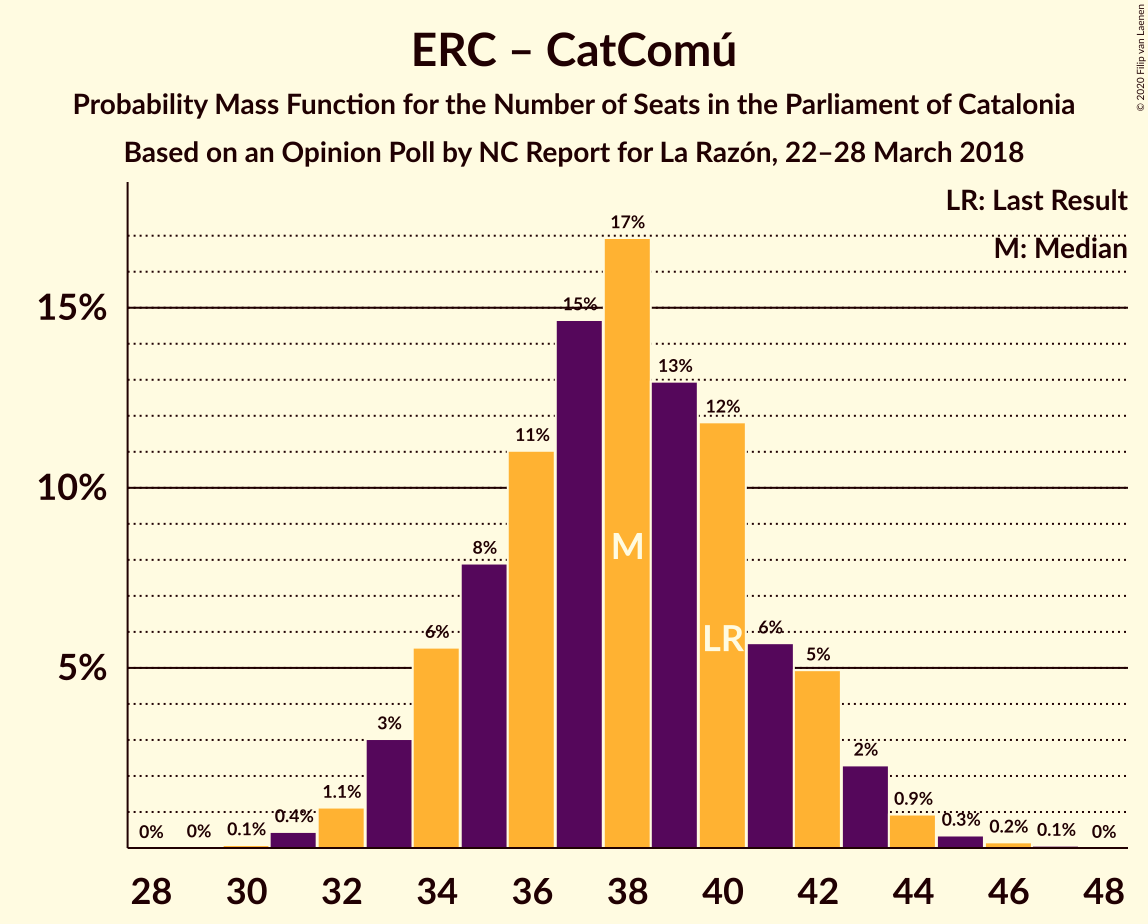 © 2020 Filip van Laenen
ERC – CatComú
Probability Mass Function for the Number of Seats in the Parliament of Catalonia
Based on an Opinion Poll by NC Report for La Razón, 22–28 March 2018
LR: Last Result
M: Median
15%
10%
5%
0% 0% 0.1% 0.4% 1.1% 3% 6% 8% 11% 15% 17% 13% 12% 6% 5% 2% 0.9% 0.3% 0.2% 0.1% 0%
M
LR
28 30 32 34 36 38 40 42 44 46 48